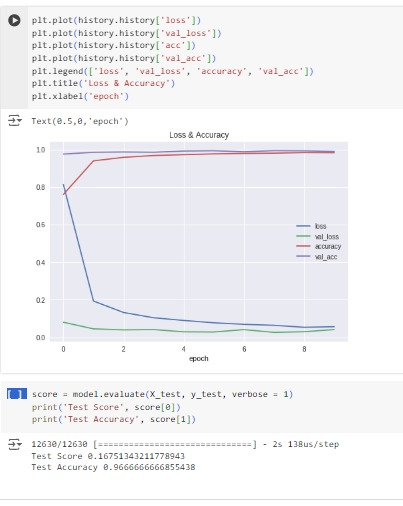 plt.plot(history.history['loss'])
plt.plot(history.history['val_loss'])
plt.plot(history.history['acc'])
plt.plot(history.history['val_acc'])
plt.legend(['loss', 'val_loss', 'accuracy', 'val_acc'])
plt.title('Loss & Accuracy')
plt.xlabel('epoch')
Text(0.5,0,'epoch')
Loss & Accuracy
1.0
0.8
0.6
0.4
0.2
0.0
loss
val_loss
accuracy
val_acc
0 2 4 6 8
epoch
[ ] score = model.evaluate(X_test, y_test, verbose = 1)
print('Test Score', score[0])
print('Test Accuracy', score[1])
12630/12630 [==============================] - 2s 138us/step
Test Score 0.16751343211778943
Test Accuracy 0.9666666666855438